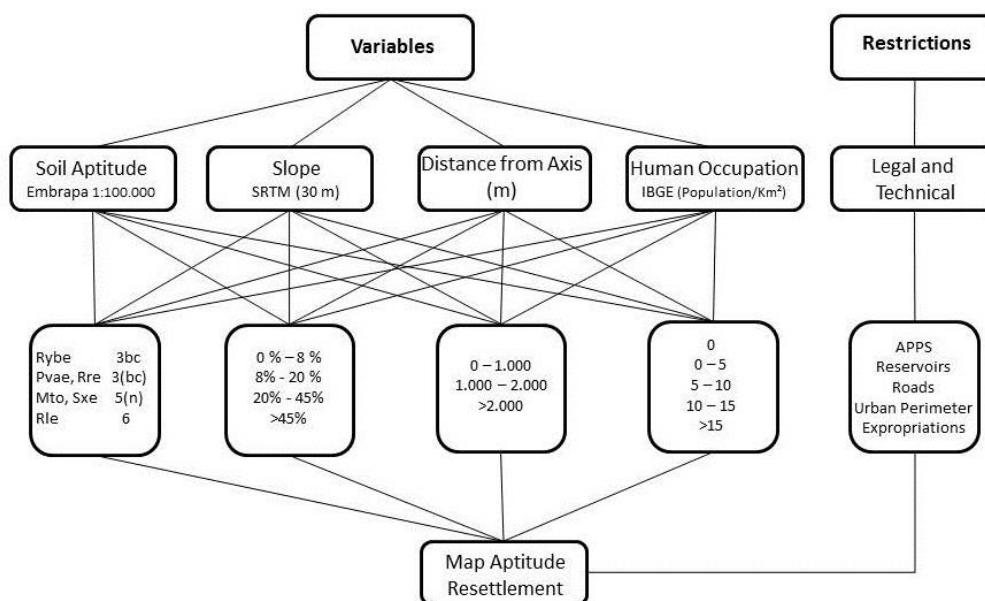 Variables
Restrictions
Soil Aptitude
Embrapa 1:100.000
Slope
SRTM (30 m)
Distance from Axis
(m)
Human Occupation
IBGE (Population/Km²)
Legal and
Technical
Rybe 3bc
Pvae, Rre 3(bc)
Mto, Sxe 5(n)
Rle 6
0 % – 8 %
8% - 20 %
20% - 45%
>45%
0 – 1.000
1.000 – 2.000
>2.000
0
0 – 5
5 – 10
10 – 15
>15
APPS
Reservoirs
Roads
Urban Perimeter
Expropriations
Map Aptitude
Resettlement